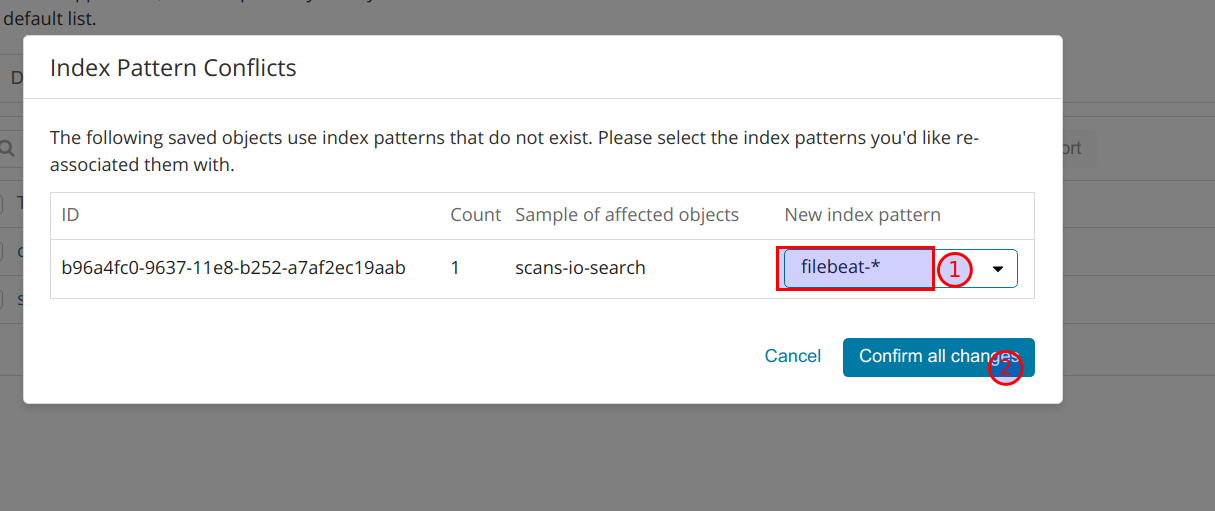 default list.
Index Pattern Conflicts
The following saved objects use index patterns that do not exist. Please select the index patterns you'd like re-
associated them with.
ID Count Sample of affected objects New index pattern
b96a4fc0-9637-11e8-b252-a7af2ec19aab 1 scans-io-search filebeat-* 1
Cancel Confirm all changes 2